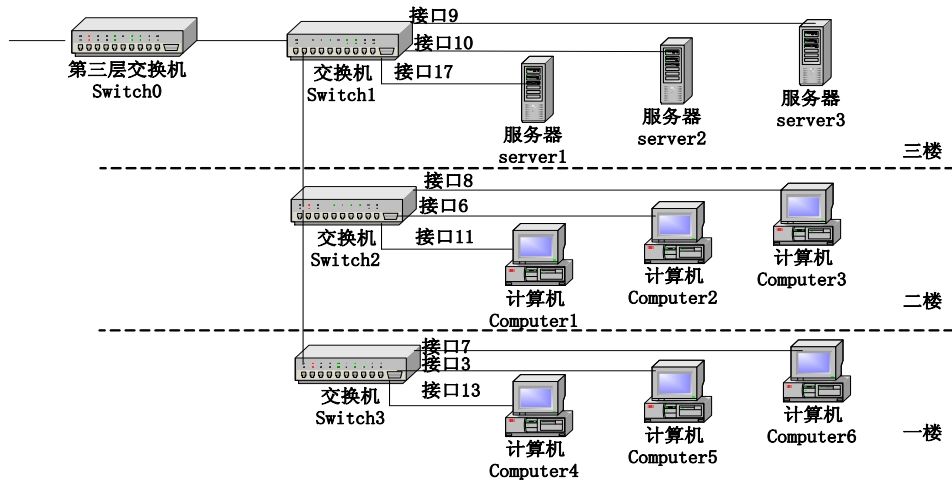 接口9
接口10
接口17
第三层交换机
Switch0
交换机
Switch1
服务器
server1
服务器
server2
服务器
server3
三楼
接口8
接口6
接口11
交换机
Switch2
计算机
Computer1
计算机
Computer2
计算机
Computer3
二楼
接口7
接口3
接口13
交换机
Switch3
计算机
Computer4
计算机
Computer5
计算机
Computer6
一楼